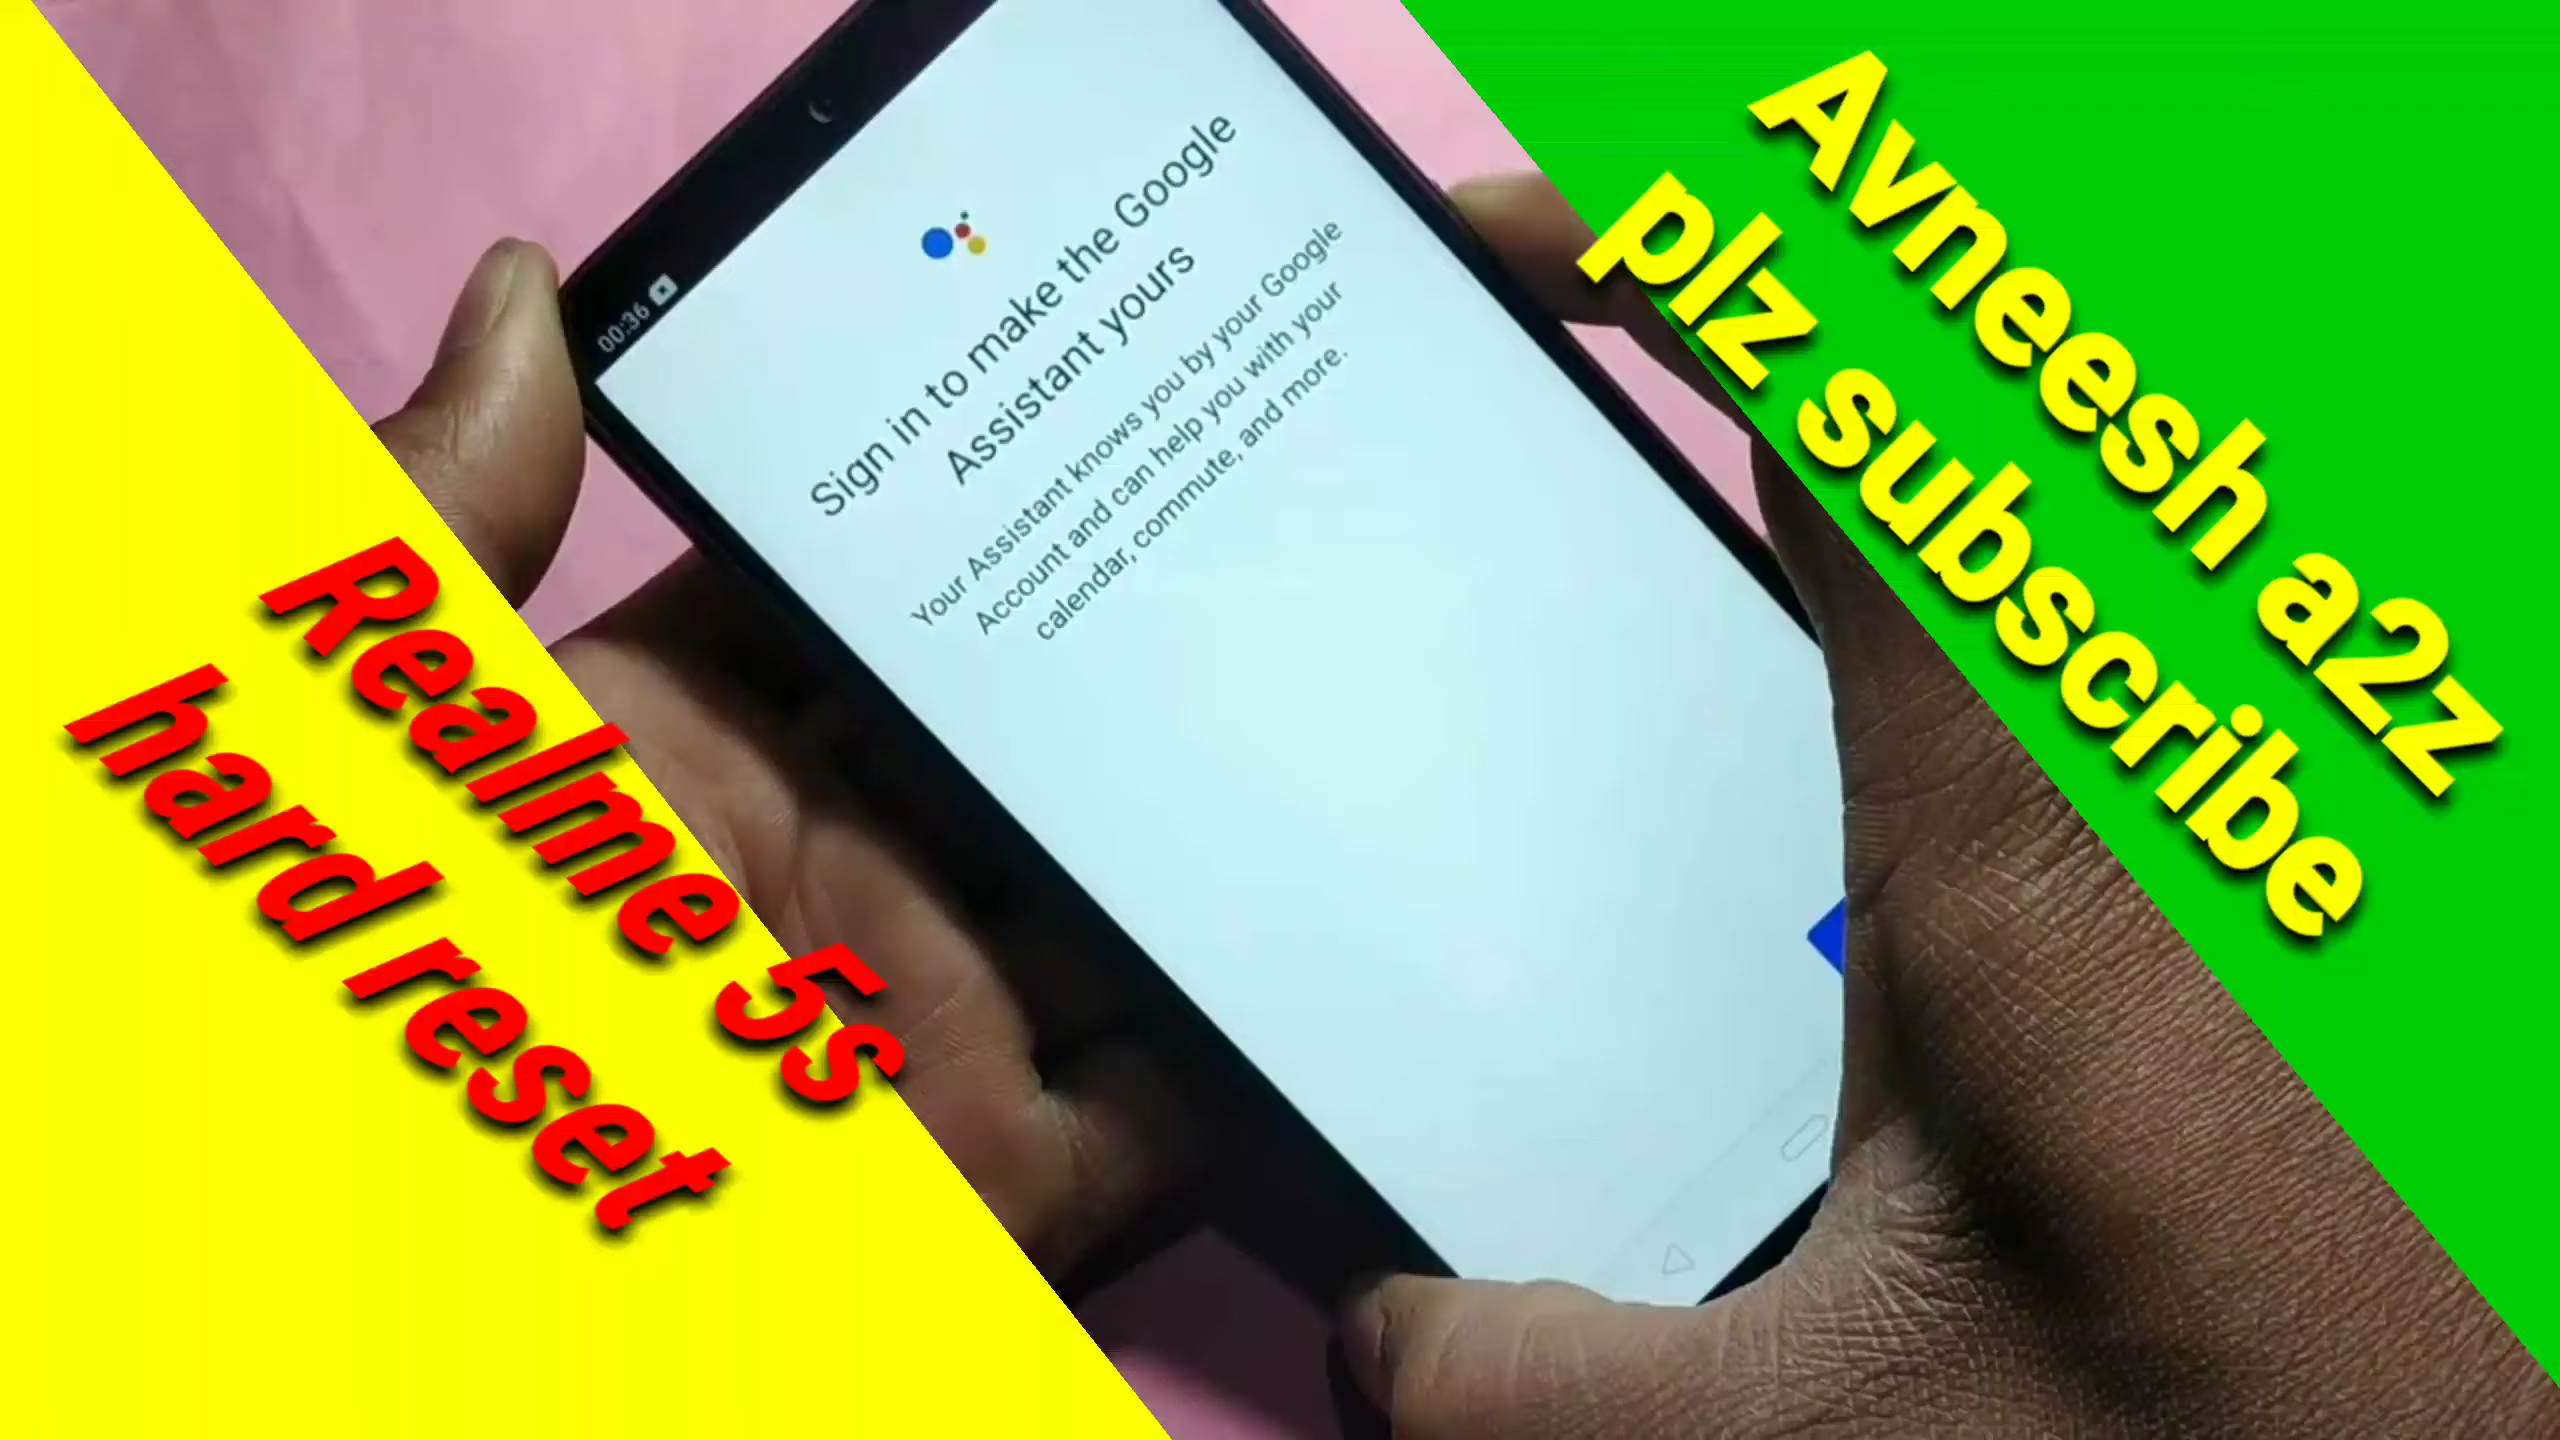 Realme 5s
hard reset
00:36
Sign in to make the Google
Assistant yours
Your Assistant knows you by your Google
Account and can help you with your
calendar, commute, and more.
Avneesh a2z
plz subscribe